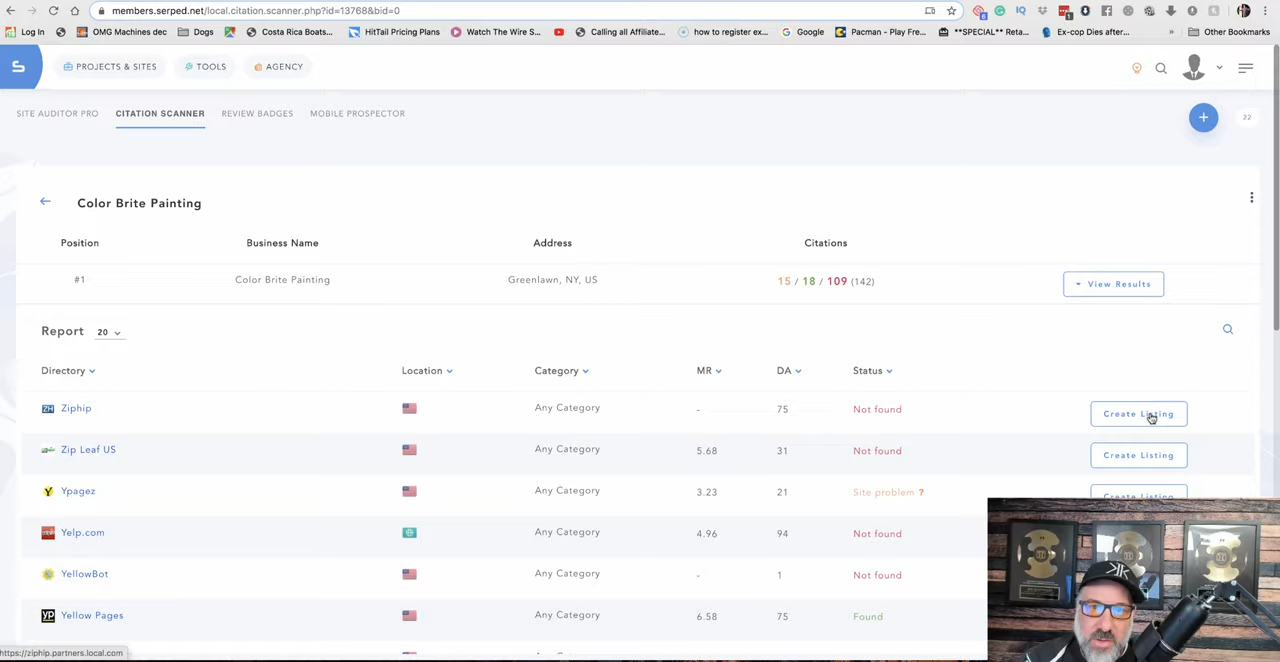 members.serped.net/local.citation.scanner.php?id=13768&bid=0
6
1
Log In
OMG Machines dec
Dogs
Costa Rica Boats...
HitTail Pricing Plans
Watch The Wire S...
Calling all Affiliate...
how to register ex...
Google
Pacman - Play Fre...
**SPECIAL** Reta...
Ex-cop Dies after...
»
Other Bookmarks
S
PROJECTS & SITES
TOOLS
AGENCY
SITE AUDITOR PRO
CITATION SCANNER
REVIEW BADGES
MOBILE PROSPECTOR
+
22
Color Brite Painting
Position
Business Name
Address
Citations
#1
Color Brite Painting
Greenlawn, NY, US
15 / 18 / 109 (142)
View Results
Report 20
Directory
Location
Category
MR
DA
Status
ZH Ziphip
Any Category
-
75
Not found
Create Listing
Zip Leaf US
Any Category
5.68
31
Not found
Create Listing
Y Ypagez
Any Category
3.23
21
Site problem ?
Create Listing
Yelp.com
Any Category
4.96
94
Not found
YellowBot
Any Category
-
1
Not found
YP Yellow Pages
Any Category
6.58
75
Found
https://ziphip.partners.local.com